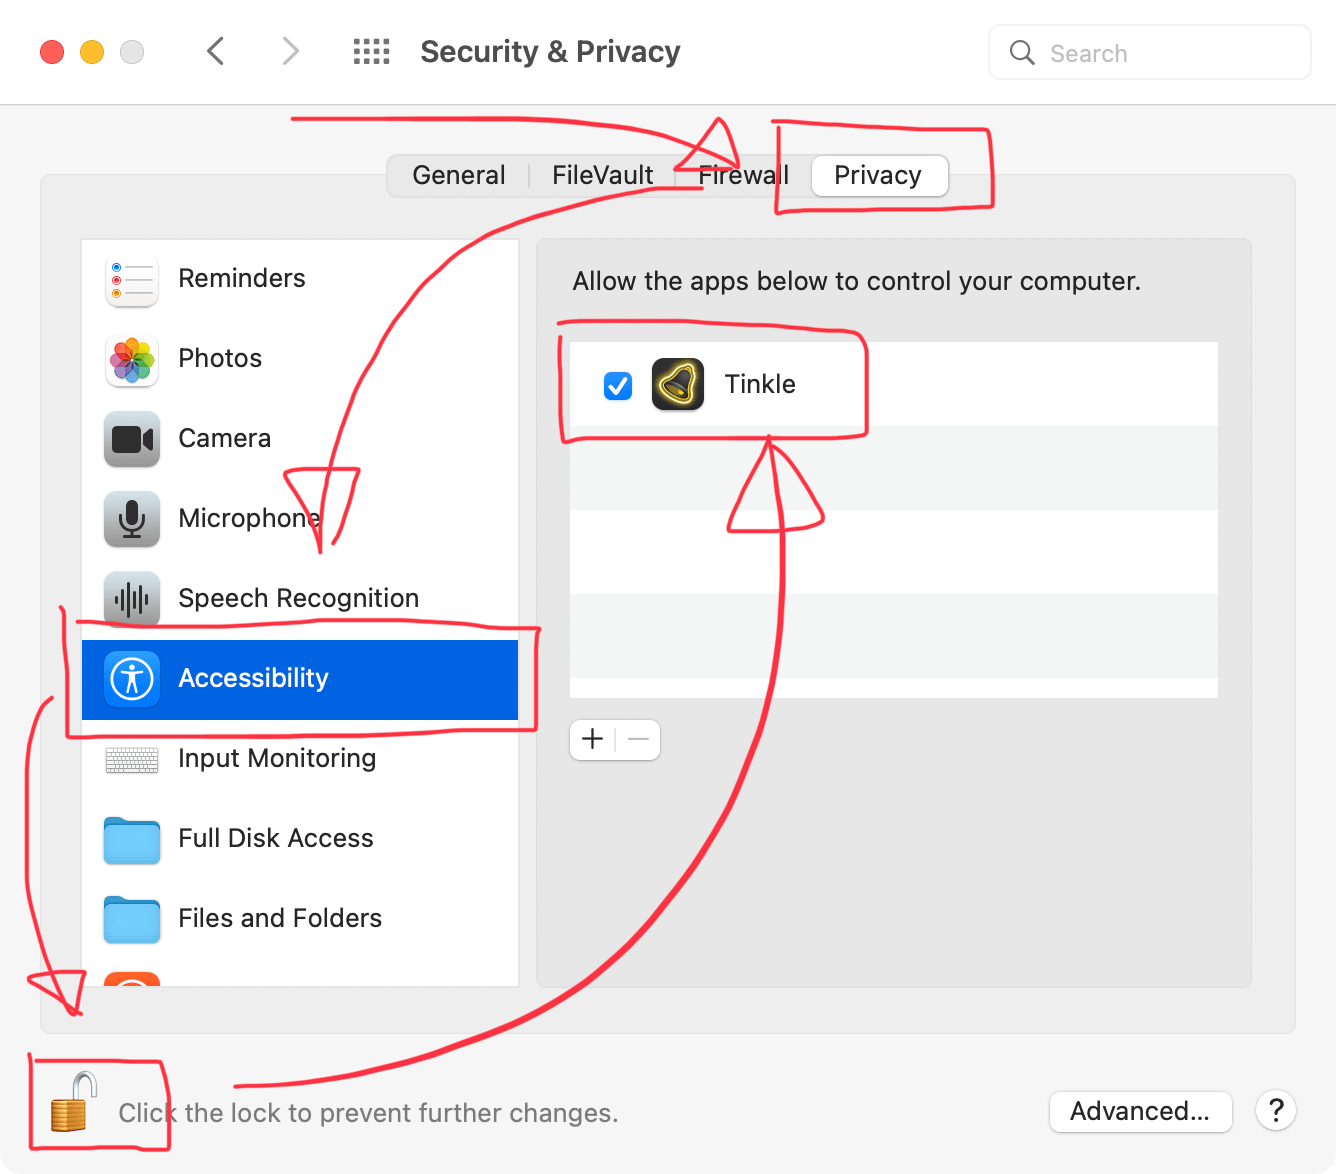 Security & Privacy
Search
General
FileVault
Firewall
Privacy
Reminders
Photos
Camera
Microphone
Speech Recognition
Accessibility
Input Monitoring
Full Disk Access
Files and Folders
Allow the apps below to control your computer.
Tinkle
+
−
Click the lock to prevent further changes.
Advanced...
?